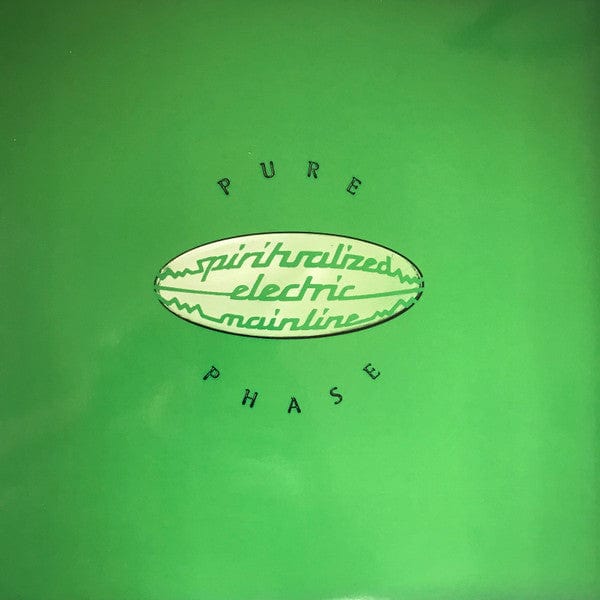 PURE
spiritualized
electric
mainline
PHASE